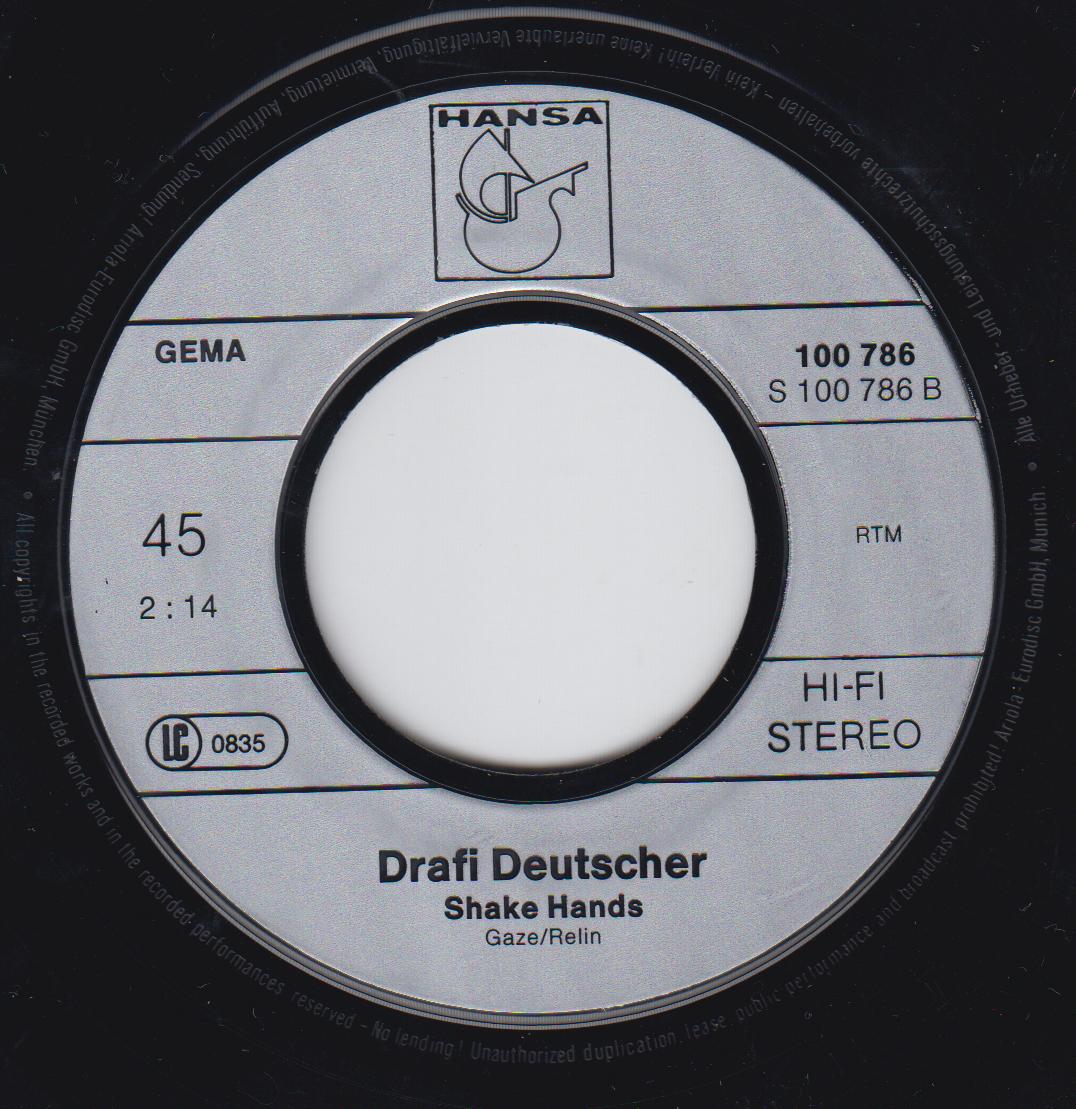 HANSA
GEMA
100 786
S 100 786 B
45
2 : 14
RTM
LC 0835
HI-FI
STEREO
Drafi Deutscher
Shake Hands
Gaze/Relin
Alle Urheber- und Leistungsschutzrechte vorbehalten – Kein Verleih! Keine unerlaubte Vervielfältigung, Vermietung, Aufführung, Sendung! Ariola-Eurodisc GmbH, München. •
All copyrights in the recorded works and in the recorded performances reserved – No lending! Unauthorized duplication, lease public performance and broadcast prohibited! Ariola-Eurodisc GmbH, Munich. •